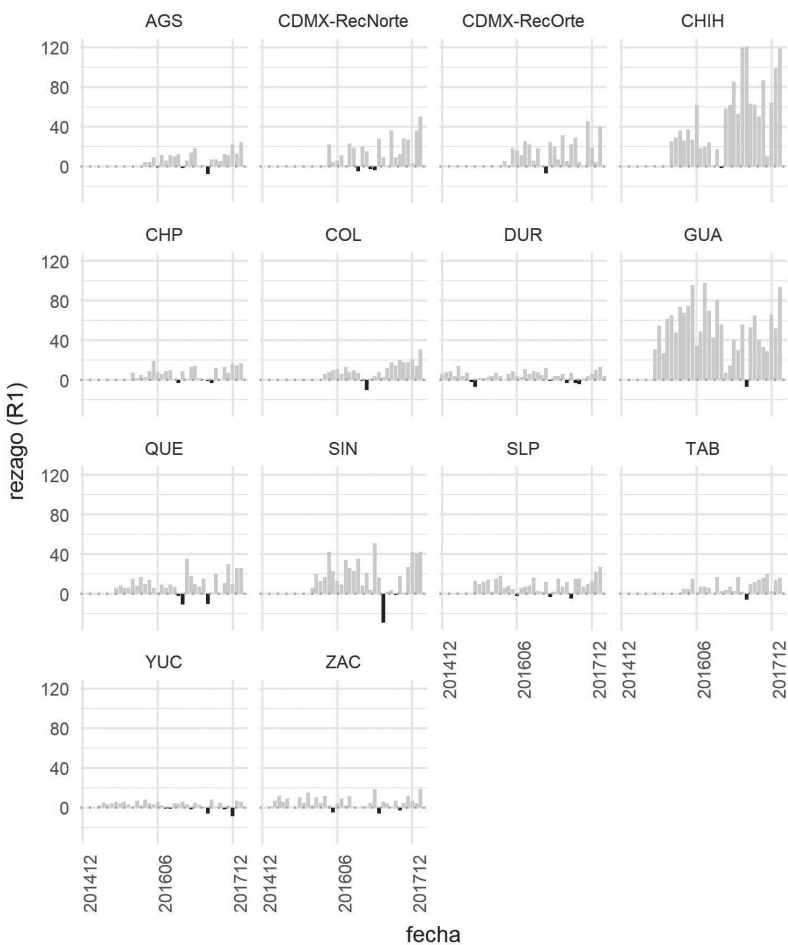 AGS CDMX-RecNorte CDMX-RecOrte CHIH
120
80
40
0
CHP COL DUR GUA
120
80
40
0
rezago (R1)
QUE SIN SLP TAB
120
80
40
0
201412 201606 201712 201412 201606 201712
YUC ZAC
120
80
40
0
201412 201606 201712 201412 201606 201712
fecha